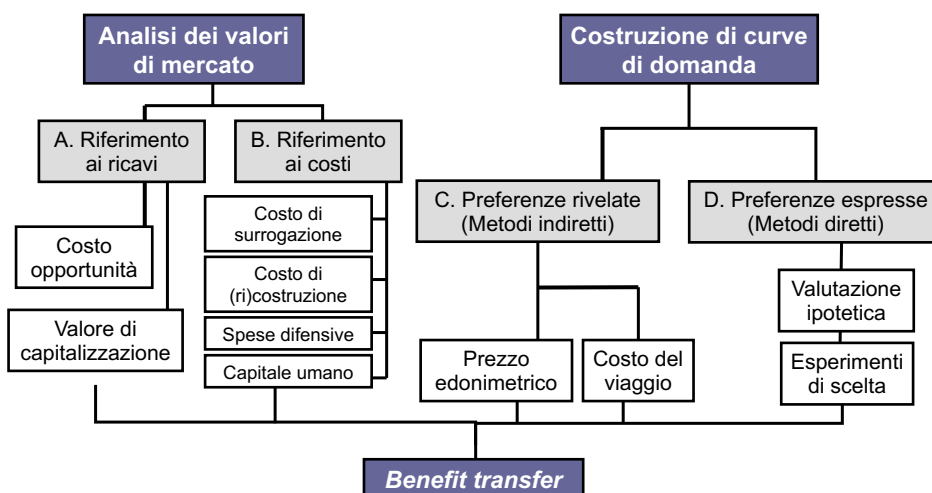 Analisi dei valori
di mercato
Costruzione di curve
di domanda
A. Riferimento
ai ricavi
B. Riferimento
ai costi
C. Preferenze rivelate
(Metodi indiretti)
D. Preferenze espresse
(Metodi diretti)
Costo
opportunità
Valore di
capitalizzazione
Costo di
surrogazione
Costo di
(ri)costruzione
Spese difensive
Capitale umano
Prezzo
edonimetrico
Costo del
viaggio
Valutazione
ipotetica
Esperimenti
di scelta
Benefit transfer